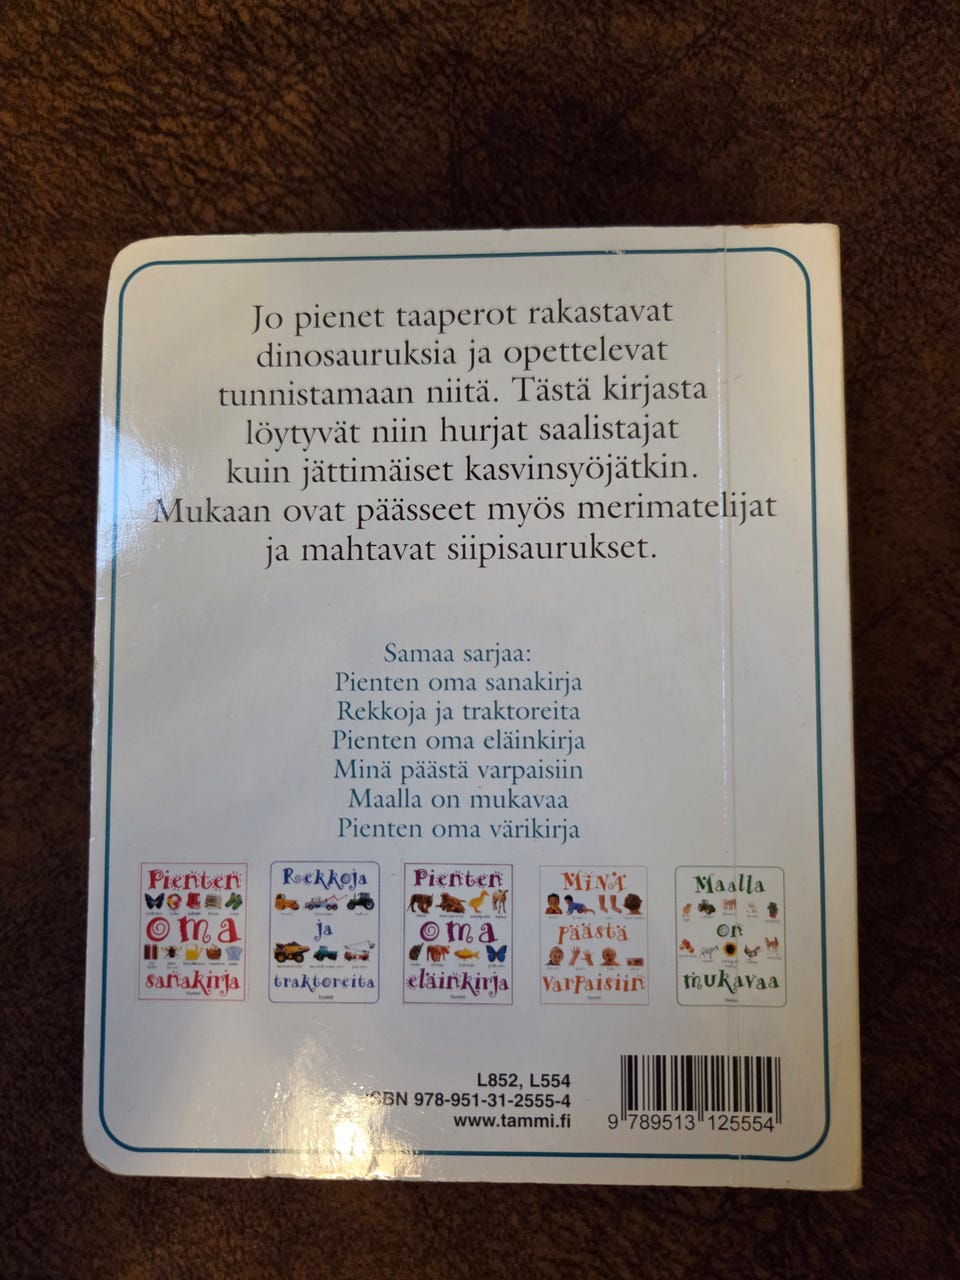 Jo pienet taaperot rakastavat
dinosauruksia ja opettelevat
tunnistamaan niitä. Tästä kirjasta
löytyvät niin hurjat saalistajat
kuin jättimäiset kasvinsyöjätkin.
Mukaan ovat päässeet myös merimatelijat
ja mahtavat siipisaurukset.
Samaa sarjaa:
Pienten oma sanakirja
Rekkoja ja traktoreita
Pienten oma eläinkirja
Minä päästä varpaisiin
Maalla on mukavaa
Pienten oma värikirja
Pienten
oma
sanakirja
Rekkoja
ja
traktoreita
Pienten
oma
eläinkirja
Minä
päästä
varpaisiin
Maalla
on
mukavaa
L852, L554
ISBN 978-951-31-2555-4
www.tammi.fi
9 789513 125554